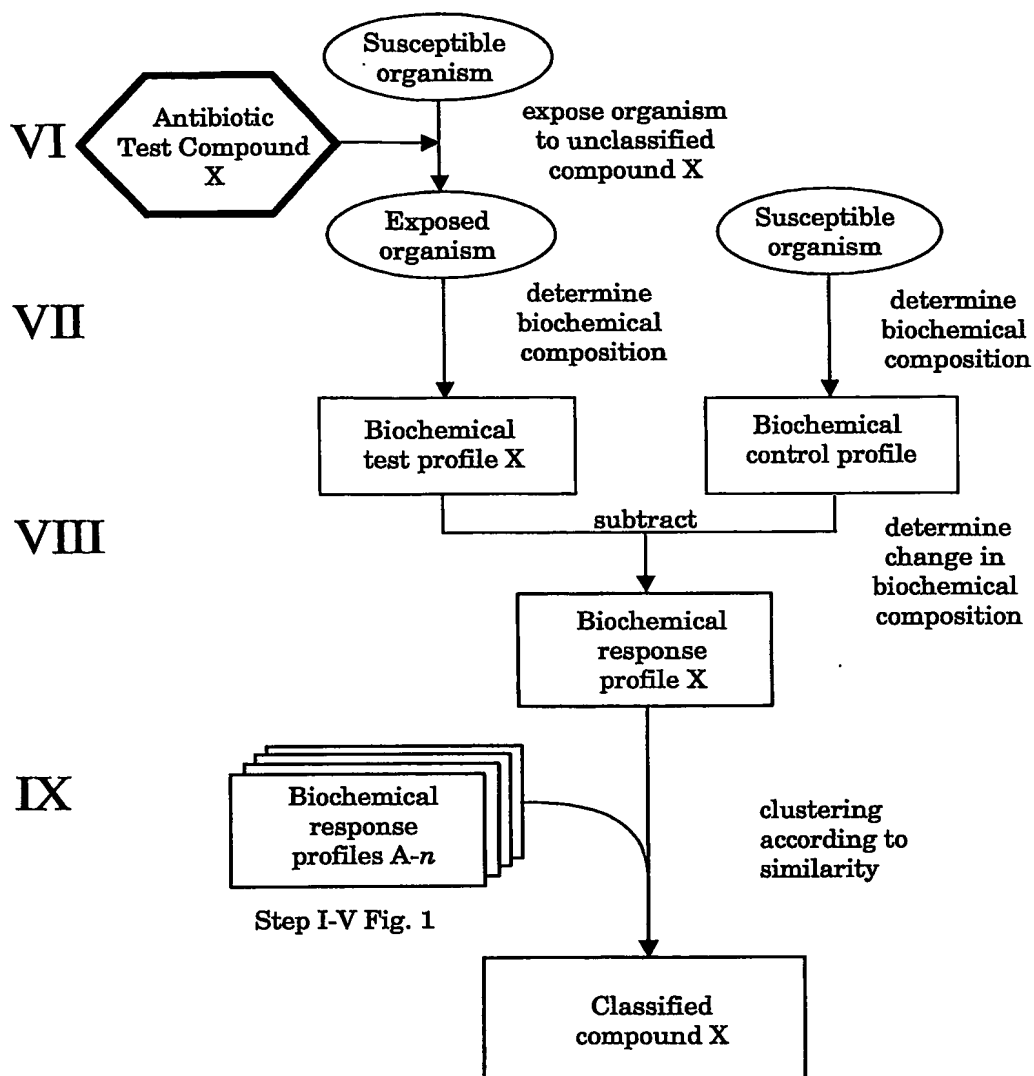 Susceptible
organism
VI
Antibiotic
Test Compound
X
expose organism
to unclassified
compound X
Exposed
organism
Susceptible
organism
VII
determine
biochemical
composition
determine
biochemical
composition
Biochemical
test profile X
Biochemical
control profile
VIII
subtract
determine
change in
biochemical
composition
Biochemical
response
profile X
IX
Biochemical
response
profiles A-n
clustering
according to
similarity
Step I-V Fig. 1
Classified
compound X